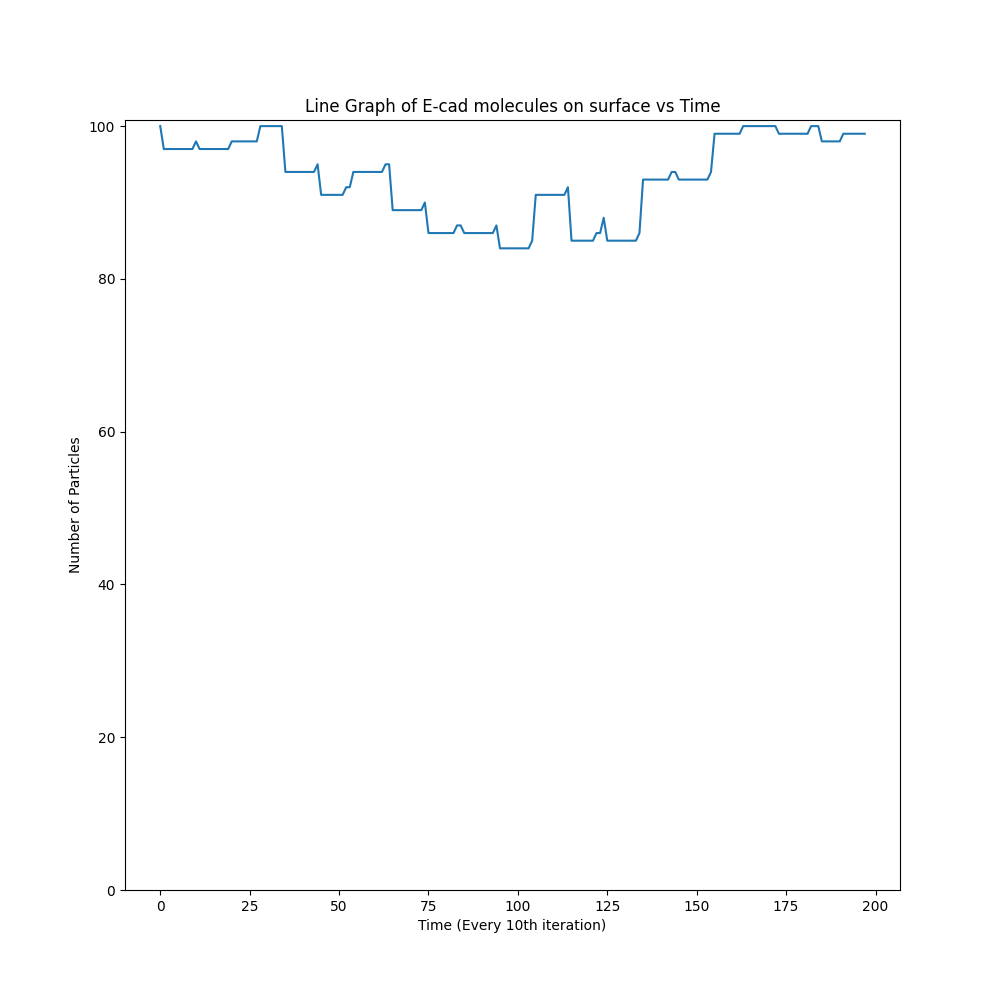 Line Graph of E-cad molecules on surface vs Time
100
80
60
40
20
0
Number of Particles
0 25 50 75 100 125 150 175 200
Time (Every 10th iteration)